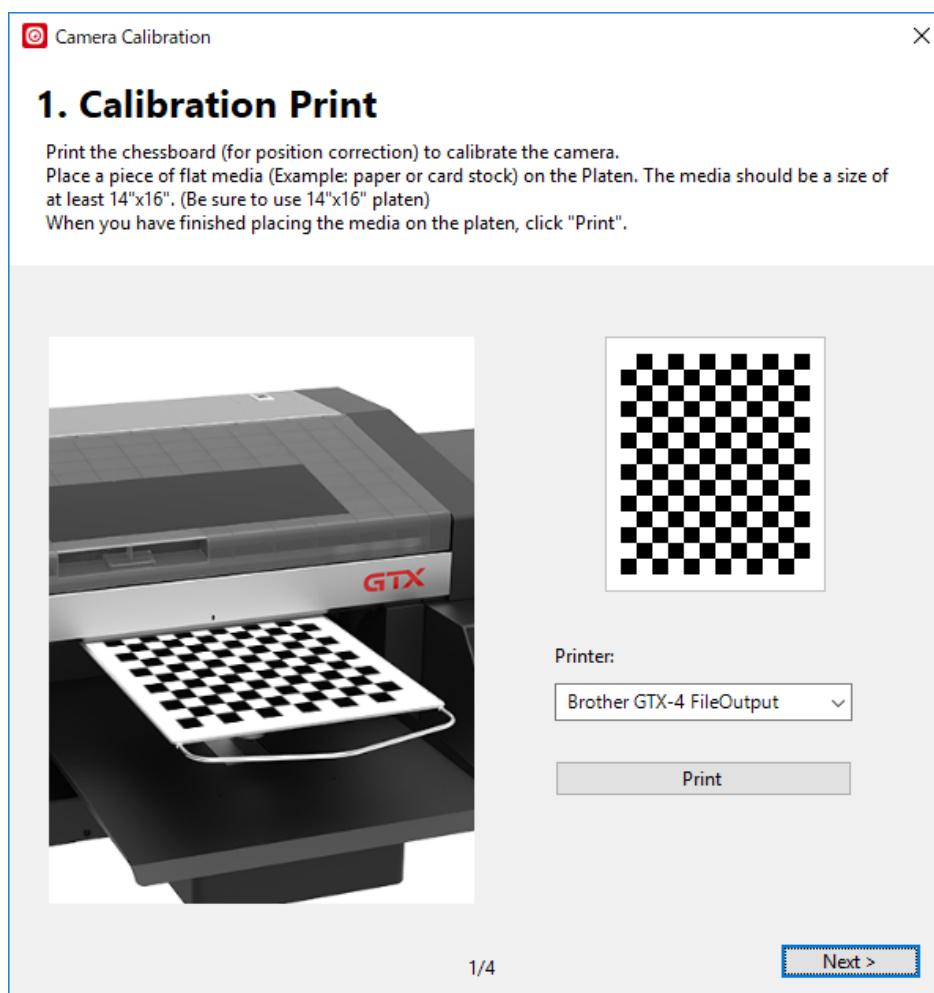 Camera Calibration
1. Calibration Print
Print the chessboard (for position correction) to calibrate the camera.
Place a piece of flat media (Example: paper or card stock) on the Platen. The media should be a size of
at least 14"x16". (Be sure to use 14"x16" platen)
When you have finished placing the media on the platen, click "Print".
GTX
Printer:
Brother GTX-4 FileOutput
Print
1/4
Next >